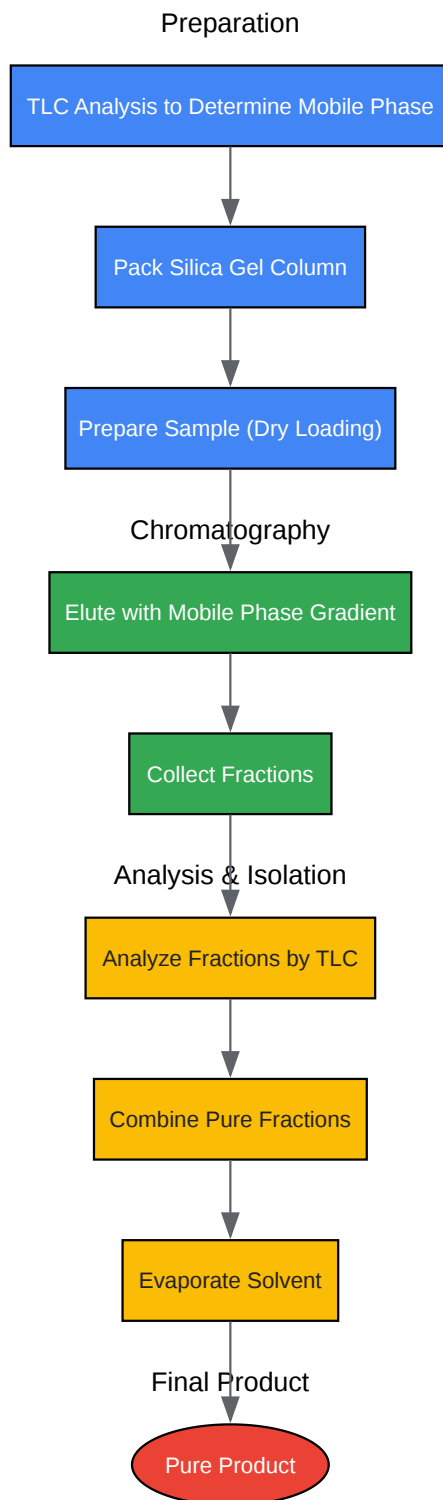 Preparation
TLC Analysis to Determine Mobile Phase
Pack Silica Gel Column
Prepare Sample (Dry Loading)
Chromatography
Elute with Mobile Phase Gradient
Collect Fractions
Analysis & Isolation
Analyze Fractions by TLC
Combine Pure Fractions
Evaporate Solvent
Final Product
Pure Product